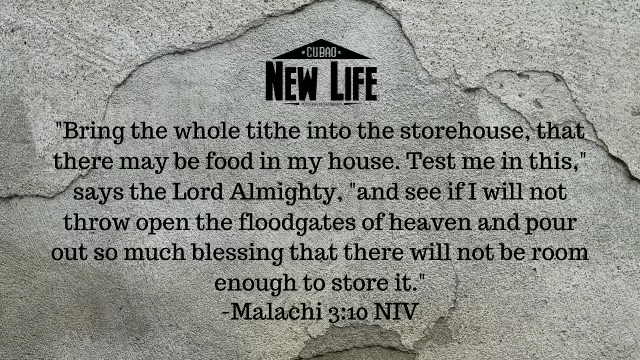 CUBAO
NEW LIFE
"Bring the whole tithe into the storehouse, that
there may be food in my house. Test me in this,"
says the Lord Almighty, "and see if I will not
throw open the floodgates of heaven and pour
out so much blessing that there will not be room
enough to store it."
-Malachi 3:10 NIV